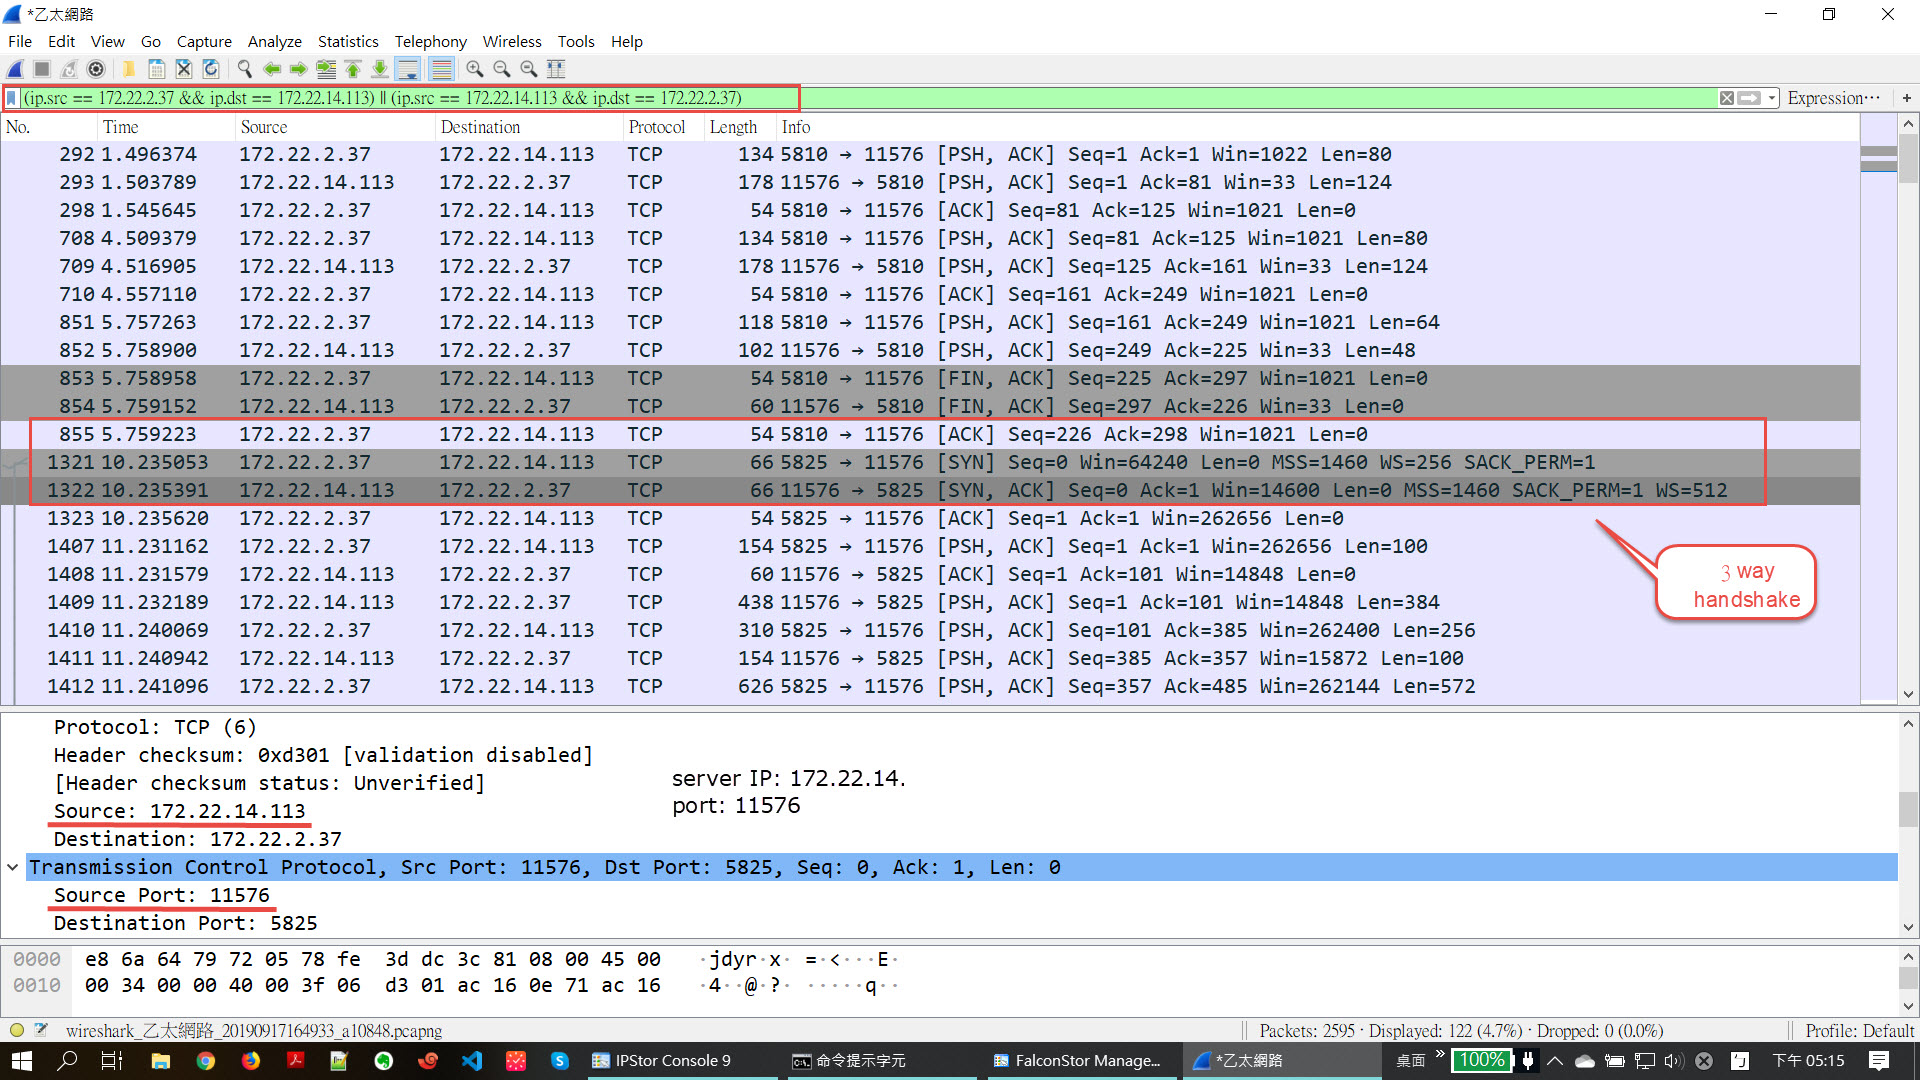 *乙太網路
File Edit View Go Capture Analyze Statistics Telephony Wireless Tools Help
(ip.src == 172.22.2.37 && ip.dst == 172.22.14.113) || (ip.src == 172.22.14.113 && ip.dst == 172.22.2.37) Expression… +
No. Time Source Destination Protocol Length Info
292 1.496374 172.22.2.37 172.22.14.113 TCP 134 5810 → 11576 [PSH, ACK] Seq=1 Ack=1 Win=1022 Len=80
293 1.503789 172.22.14.113 172.22.2.37 TCP 178 11576 → 5810 [PSH, ACK] Seq=1 Ack=81 Win=33 Len=124
298 1.545645 172.22.2.37 172.22.14.113 TCP 54 5810 → 11576 [ACK] Seq=81 Ack=125 Win=1021 Len=0
708 4.509379 172.22.2.37 172.22.14.113 TCP 134 5810 → 11576 [PSH, ACK] Seq=81 Ack=125 Win=1021 Len=80
709 4.516905 172.22.14.113 172.22.2.37 TCP 178 11576 → 5810 [PSH, ACK] Seq=125 Ack=161 Win=33 Len=124
710 4.557110 172.22.2.37 172.22.14.113 TCP 54 5810 → 11576 [ACK] Seq=161 Ack=249 Win=1021 Len=0
851 5.757263 172.22.2.37 172.22.14.113 TCP 118 5810 → 11576 [PSH, ACK] Seq=161 Ack=249 Win=1021 Len=64
852 5.758900 172.22.14.113 172.22.2.37 TCP 102 11576 → 5810 [PSH, ACK] Seq=249 Ack=225 Win=33 Len=48
853 5.758958 172.22.2.37 172.22.14.113 TCP 54 5810 → 11576 [FIN, ACK] Seq=225 Ack=297 Win=1021 Len=0
854 5.759152 172.22.14.113 172.22.2.37 TCP 60 11576 → 5810 [FIN, ACK] Seq=297 Ack=226 Win=33 Len=0
855 5.759223 172.22.2.37 172.22.14.113 TCP 54 5810 → 11576 [ACK] Seq=226 Ack=298 Win=1021 Len=0
1321 10.235053 172.22.2.37 172.22.14.113 TCP 66 5825 → 11576 [SYN] Seq=0 Win=64240 Len=0 MSS=1460 WS=256 SACK_PERM=1
1322 10.235391 172.22.14.113 172.22.2.37 TCP 66 11576 → 5825 [SYN, ACK] Seq=0 Ack=1 Win=14600 Len=0 MSS=1460 SACK_PERM=1 WS=512
1323 10.235620 172.22.2.37 172.22.14.113 TCP 54 5825 → 11576 [ACK] Seq=1 Ack=1 Win=262656 Len=0
1407 11.231162 172.22.2.37 172.22.14.113 TCP 154 5825 → 11576 [PSH, ACK] Seq=1 Ack=1 Win=262656 Len=100
1408 11.231579 172.22.14.113 172.22.2.37 TCP 60 11576 → 5825 [ACK] Seq=1 Ack=101 Win=14848 Len=0
1409 11.232189 172.22.14.113 172.22.2.37 TCP 438 11576 → 5825 [PSH, ACK] Seq=1 Ack=101 Win=14848 Len=384
1410 11.240069 172.22.2.37 172.22.14.113 TCP 310 5825 → 11576 [PSH, ACK] Seq=101 Ack=385 Win=262400 Len=256
1411 11.240942 172.22.14.113 172.22.2.37 TCP 154 11576 → 5825 [PSH, ACK] Seq=385 Ack=357 Win=15872 Len=100
1412 11.241096 172.22.2.37 172.22.14.113 TCP 626 5825 → 11576 [PSH, ACK] Seq=357 Ack=485 Win=262144 Len=572
3 way
handshake
Protocol: TCP (6)
Header checksum: 0xd301 [validation disabled]
[Header checksum status: Unverified]
Source: 172.22.14.113
Destination: 172.22.2.37
server IP: 172.22.14.
port: 11576
Transmission Control Protocol, Src Port: 11576, Dst Port: 5825, Seq: 0, Ack: 1, Len: 0
Source Port: 11576
Destination Port: 5825
0000 e8 6a 64 79 72 05 78 fe 3d dc 3c 81 08 00 45 00 ·jdyr·x· =·<···E·
0010 00 34 00 00 40 00 3f 06 d3 01 ac 16 0e 71 ac 16 ·4··@·?· ·····q··
wireshark_乙太網路_20190917164933_a10848.pcapng Packets: 2595 · Displayed: 122 (4.7%) · Dropped: 0 (0.0%) Profile: Default
IPStor Console 9 命令提示字元 FalconStor Manage... *乙太網路 桌面 » 100% 下午 05:15